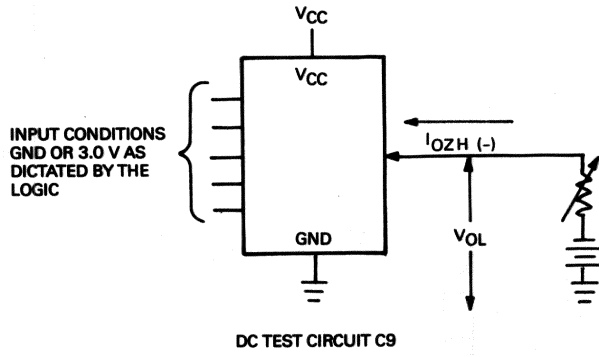 VCC
VCC
INPUT CONDITIONS
GND OR 3.0 V AS
DICTATED BY THE
LOGIC
IOZH (-)
VOL
GND
DC TEST CIRCUIT C9